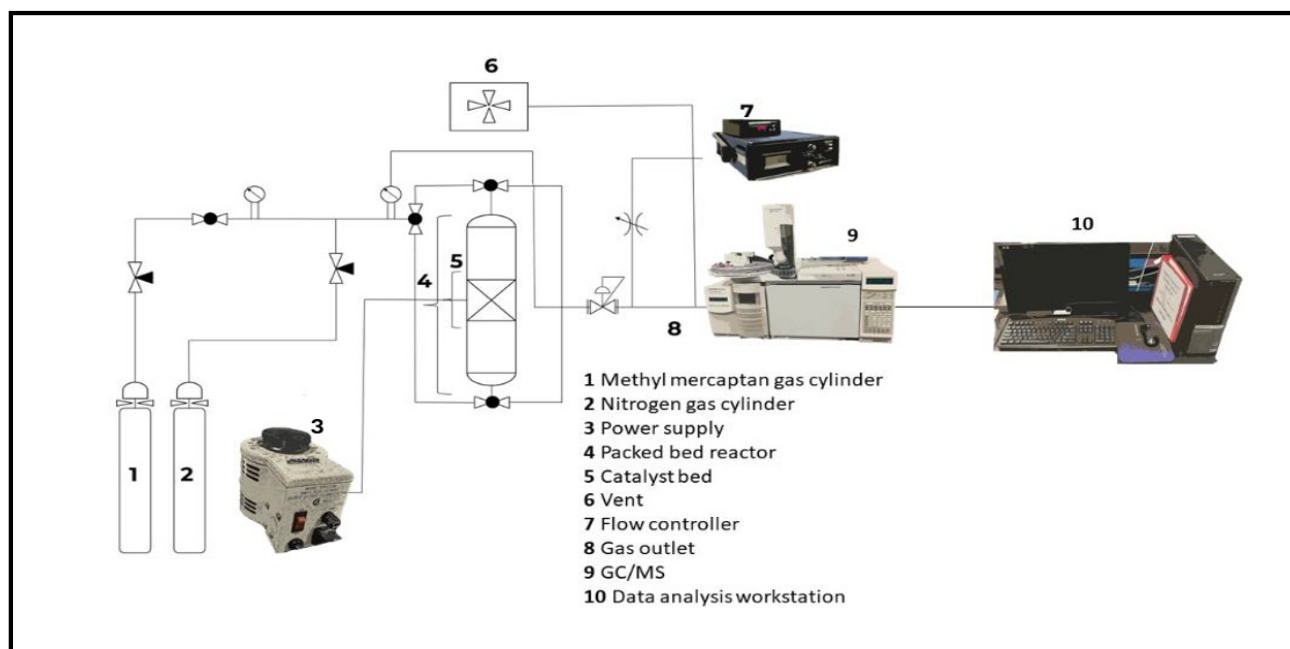 6
7
9
10
5
4
8
3
1
2
1 Methyl mercaptan gas cylinder
2 Nitrogen gas cylinder
3 Power supply
4 Packed bed reactor
5 Catalyst bed
6 Vent
7 Flow controller
8 Gas outlet
9 GC/MS
10 Data analysis workstation